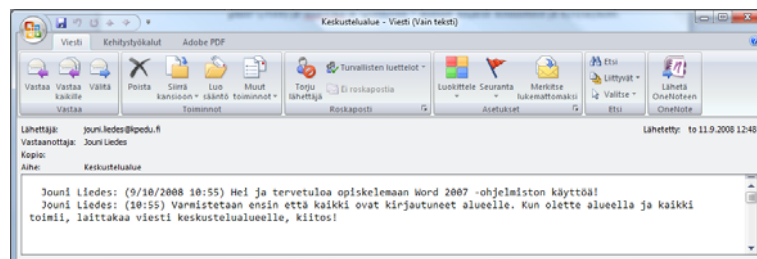 Keskustelualue - Viesti (Vain teksti)
Viesti Kehitystyökalut Adobe PDF
Vastaa Vastaa kaikille Välitä
Vastaa
Poista Siirrä kansioon Luo sääntö Muut toiminnot
Toiminnot
Torju lähettäjä Turvallisten luettelot
Ei roskapostia
Roskaposti
Luokittele Seuranta Merkitse lukemattomaksi
Asetukset
Etsi
Liittyvät
Valitse
Etsi
Lähetä OneNoteen
OneNote
Lähettäjä: jouni.liedes@kpedu.fi Lähetetty: to 11.9.2008 12:48
Vastaanottaja: Jouni Liedes
Kopio:
Aihe: Keskustelualue
Jouni Liedes: (9/10/2008 10:55) Hei ja tervetuloa opiskelemaan Word 2007 -ohjelmiston käyttöä!
Jouni Liedes: (10:55) Varmistetaan ensin että kaikki ovat kirjautuneet alueelle. Kun olette alueella ja kaikki
toimii, laittakaa viesti keskustelualueelle, kiitos!